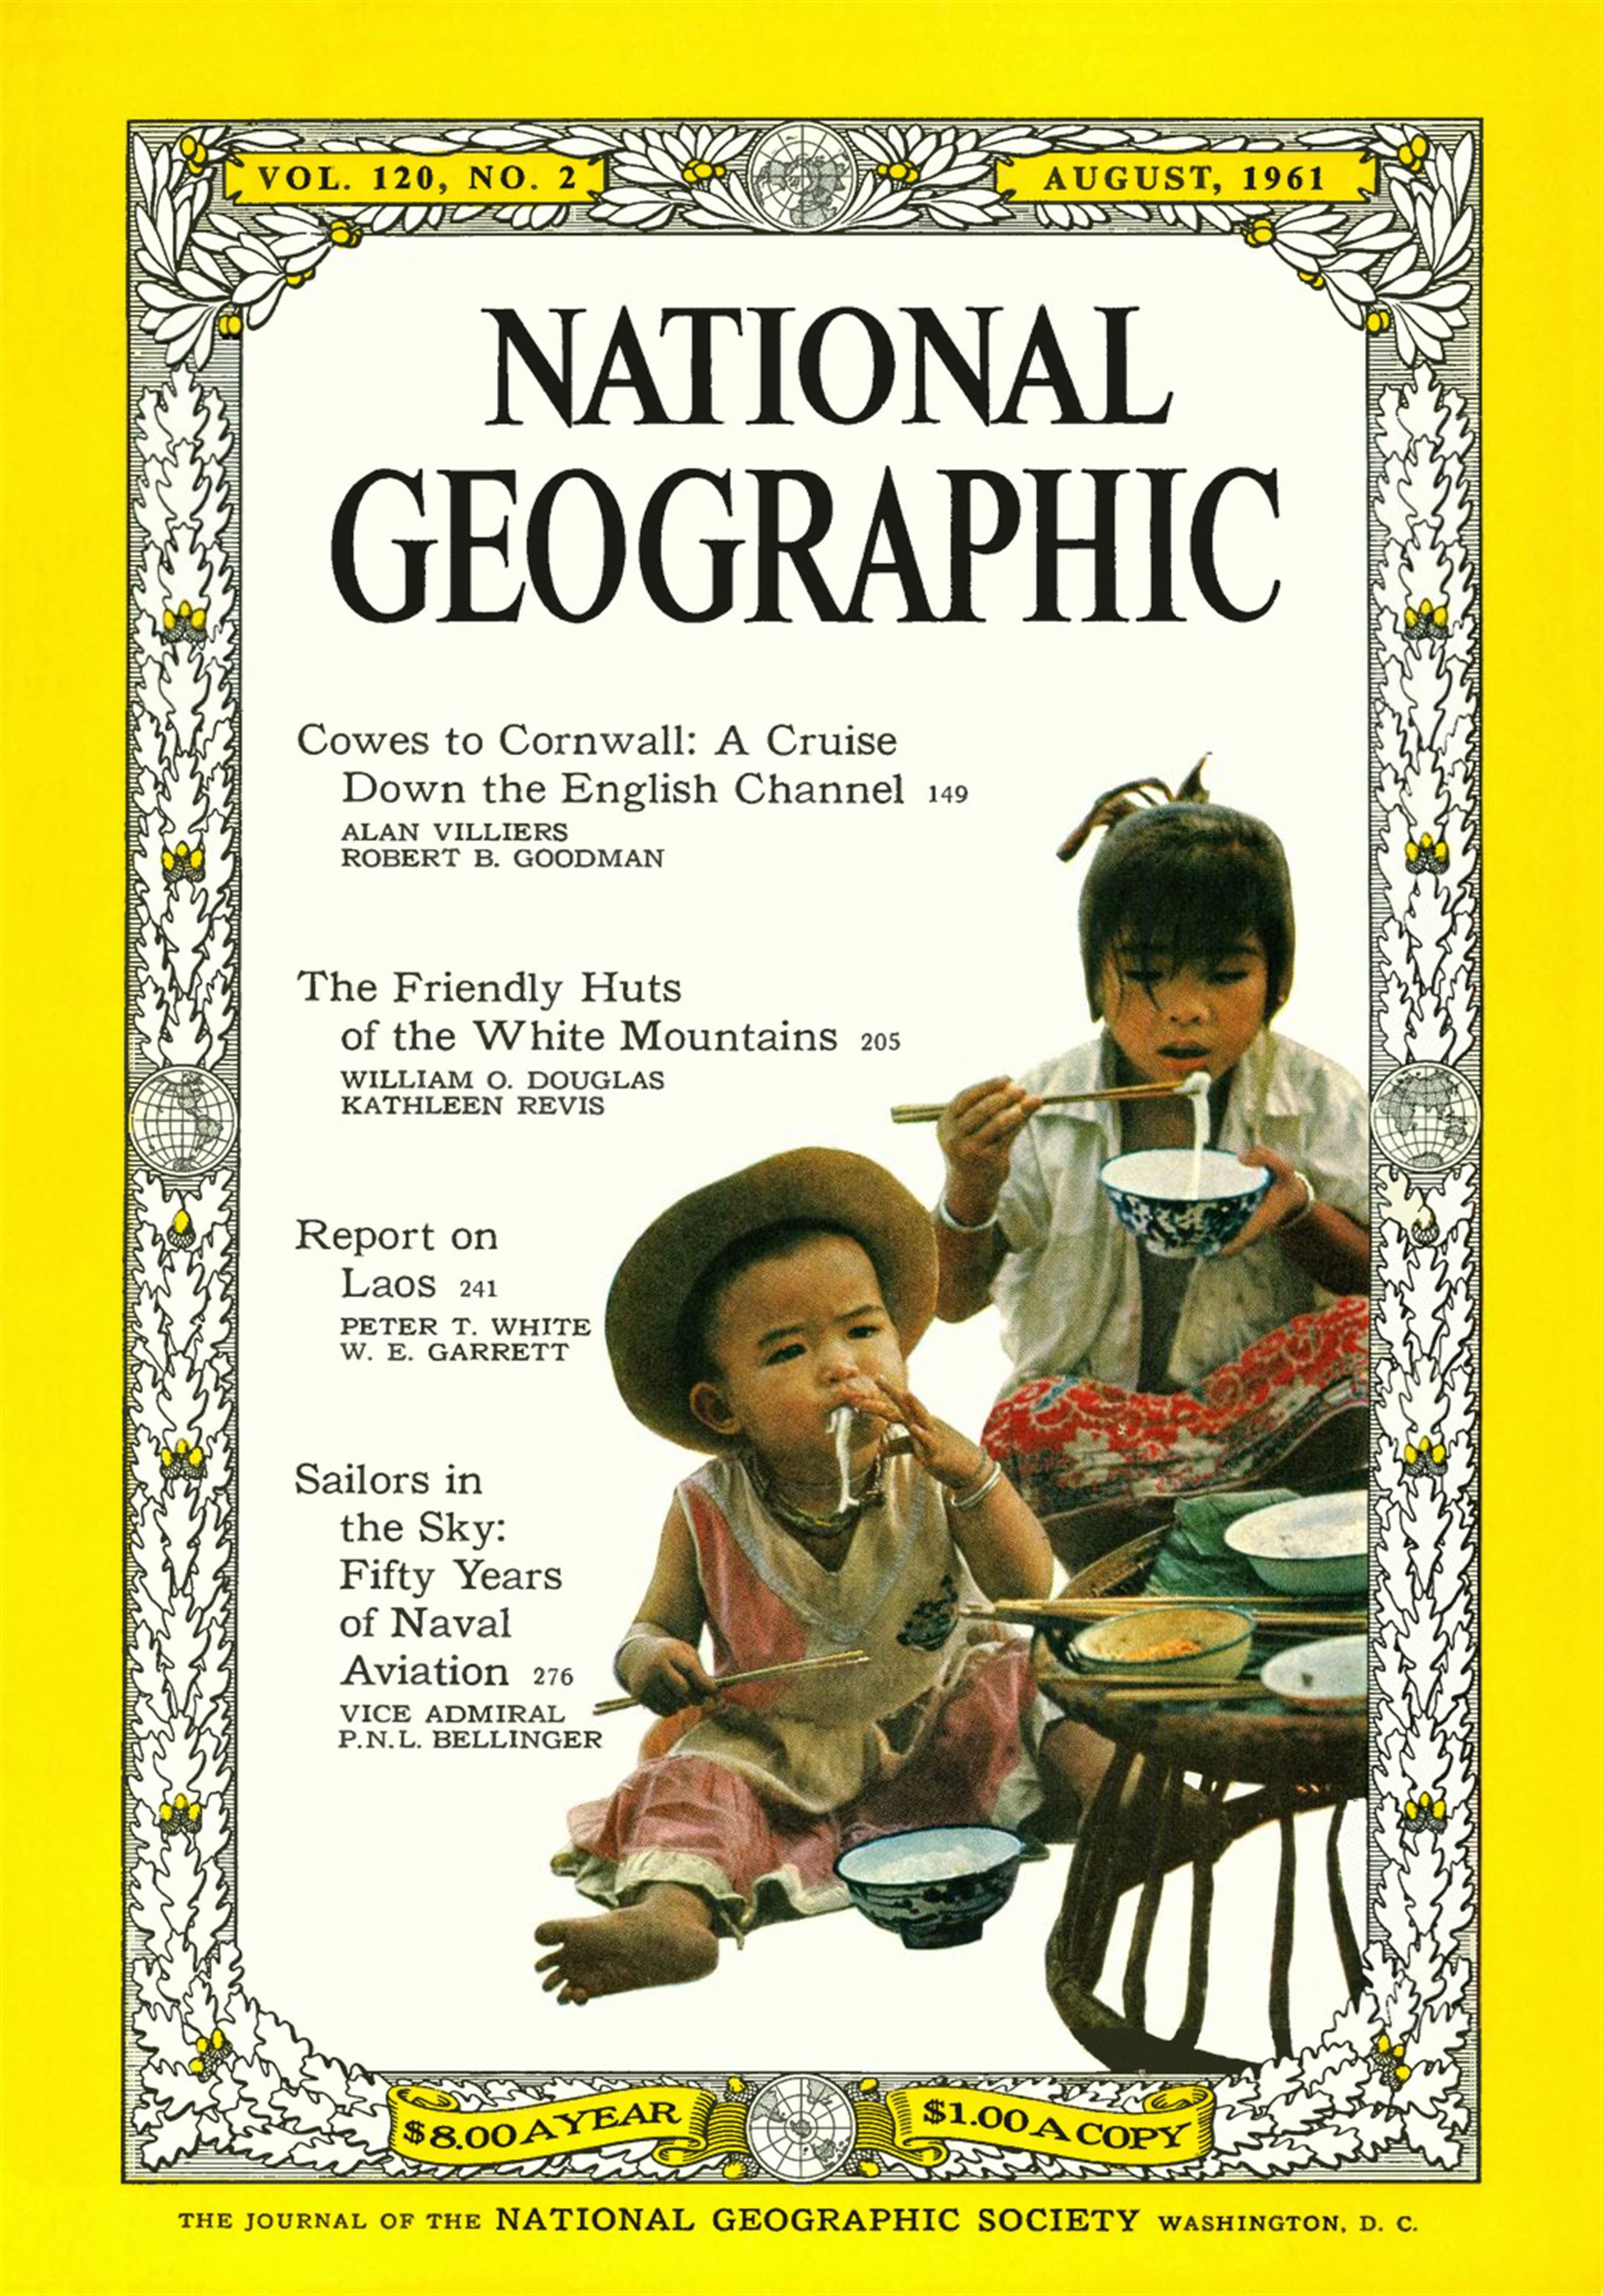 VOL. 120, NO. 2
AUGUST, 1961
NATIONAL
GEOGRAPHIC
Cowes to Cornwall: A Cruise
Down the English Channel 149
ALAN VILLIERS
ROBERT B. GOODMAN
The Friendly Huts
of the White Mountains 205
WILLIAM O. DOUGLAS
KATHLEEN REVIS
Report on
Laos 241
PETER T. WHITE
W. E. GARRETT
Sailors in
the Sky:
Fifty Years
of Naval
Aviation 276
VICE ADMIRAL
P.N.L. BELLINGER
$8.00 A YEAR
$1.00 A COPY
THE JOURNAL OF THE NATIONAL GEOGRAPHIC SOCIETY WASHINGTON, D. C.